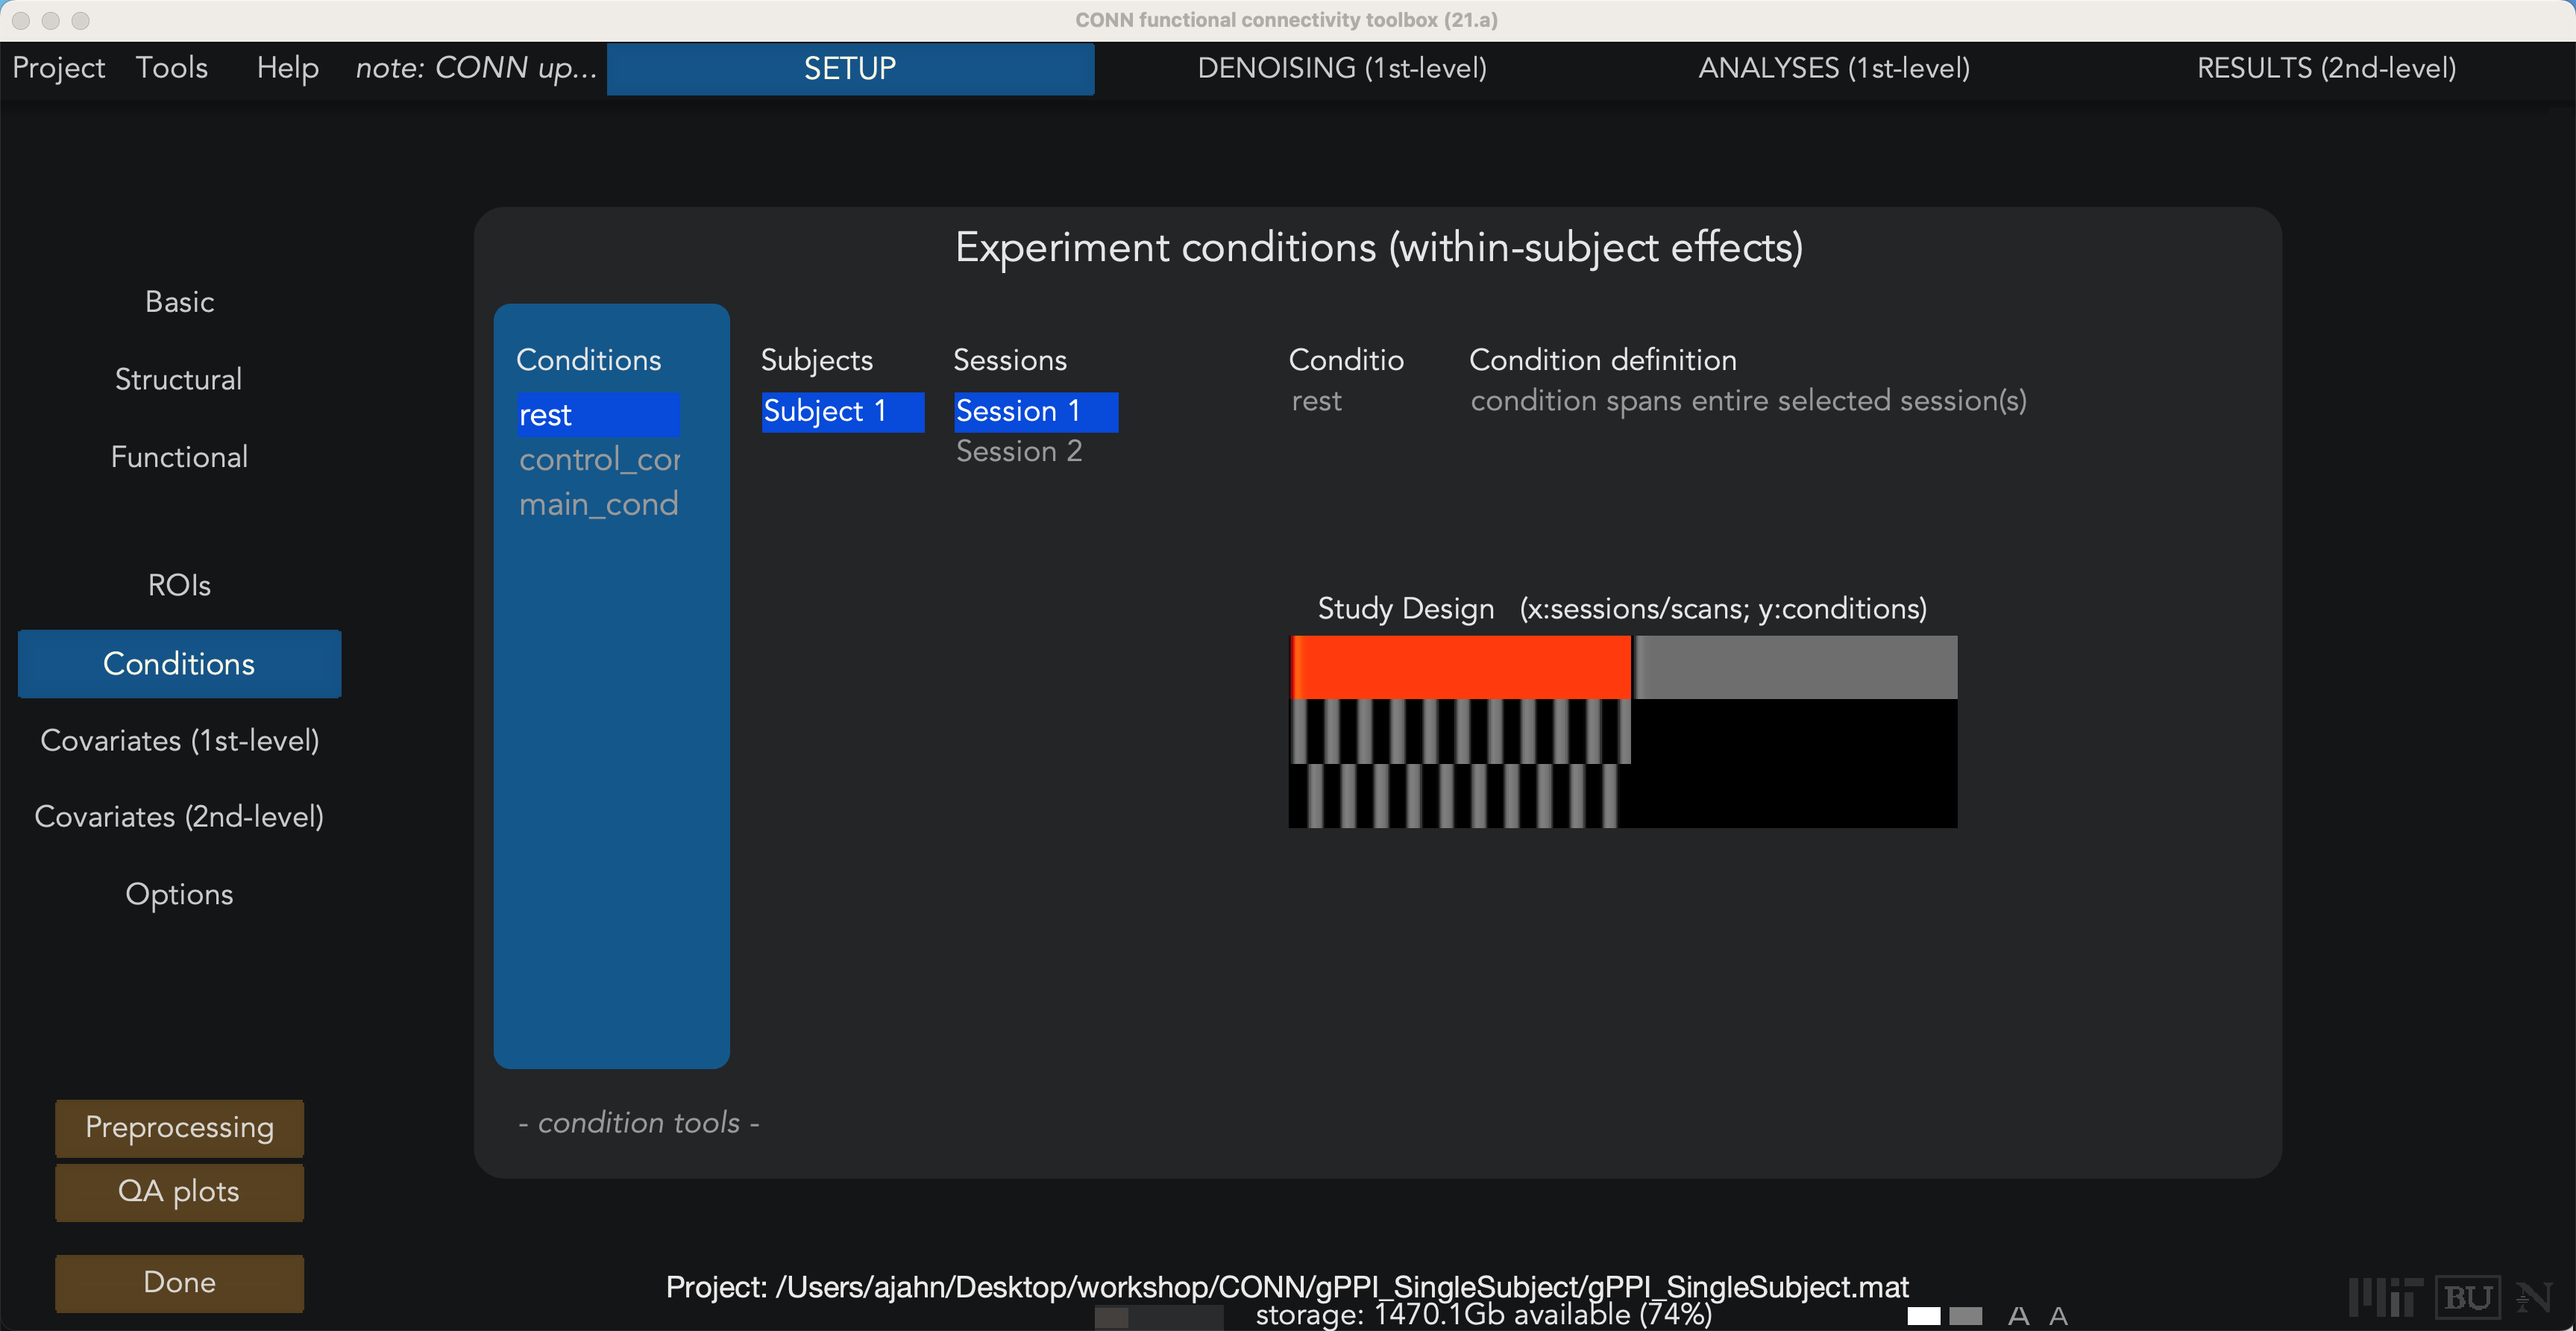 CONN functional connectivity toolbox (21.a)
Project Tools Help note: CONN up... SETUP DENOISING (1st-level) ANALYSES (1st-level) RESULTS (2nd-level)
Experiment conditions (within-subject effects)
Basic
Structural
Functional
ROIs
Conditions
Covariates (1st-level)
Covariates (2nd-level)
Options
Preprocessing
QA plots
Done
Conditions
rest
control_cor
main_cond
Subjects
Subject 1
Sessions
Session 1
Session 2
Conditio
rest
Condition definition
condition spans entire selected session(s)
Study Design (x:sessions/scans; y:conditions)
- condition tools -
Project: /Users/ajahn/Desktop/workshop/CONN/gPPI_SingleSubject/gPPI_SingleSubject.mat
storage: 1470.1Gb available (74%)
A A
MIT BU N